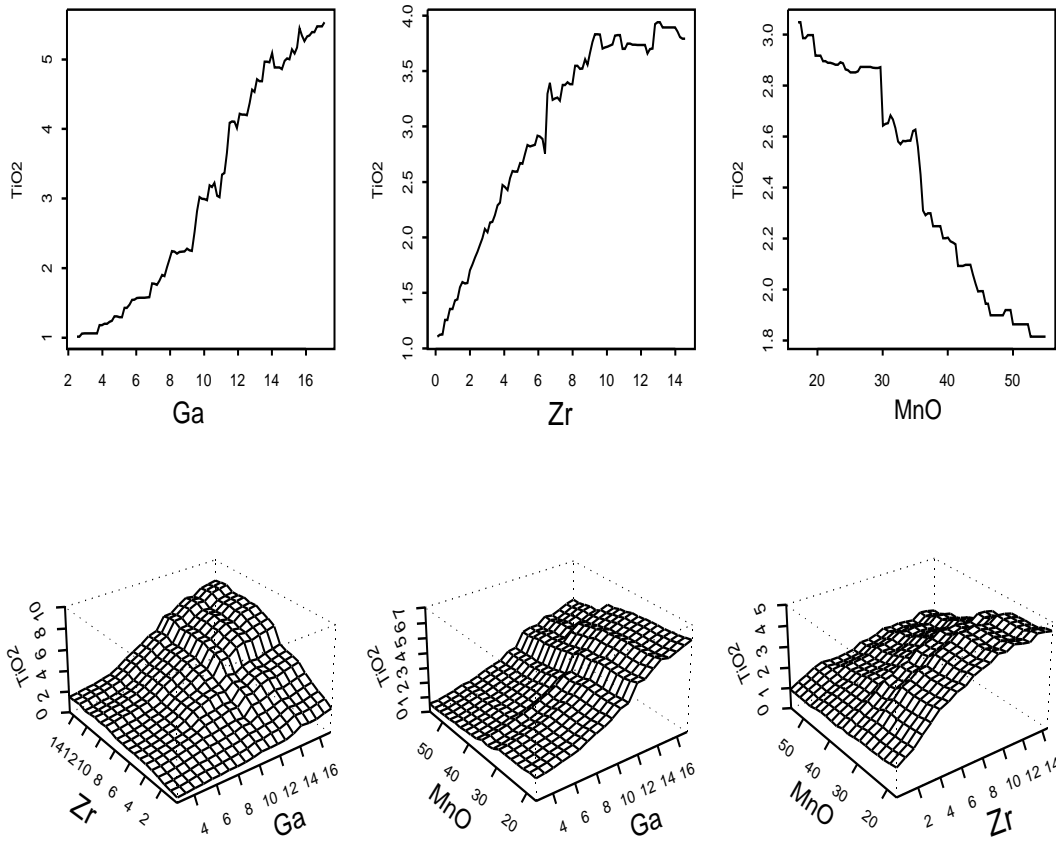 TiO2
1 2 3 4 5
2 4 6 8 10 12 14 16
Ga
TiO2
1.0 1.5 2.0 2.5 3.0 3.5 4.0
0 2 4 6 8 10 12 14
Zr
TiO2
1.8 2.0 2.2 2.4 2.6 2.8 3.0
20 30 40 50
MnO
TiO2
0 2 4 6 8 10
14 12 10 8 6 4 2
Zr
4 6 8 10 12 14 16
Ga
TiO2
0 1 2 3 4 5 6 7
50 40 30 20
MnO
4 6 8 10 12 14 16
Ga
TiO2
0 1 2 3 4 5
50 40 30 20
MnO
2 4 6 8 10 12 14
Zr